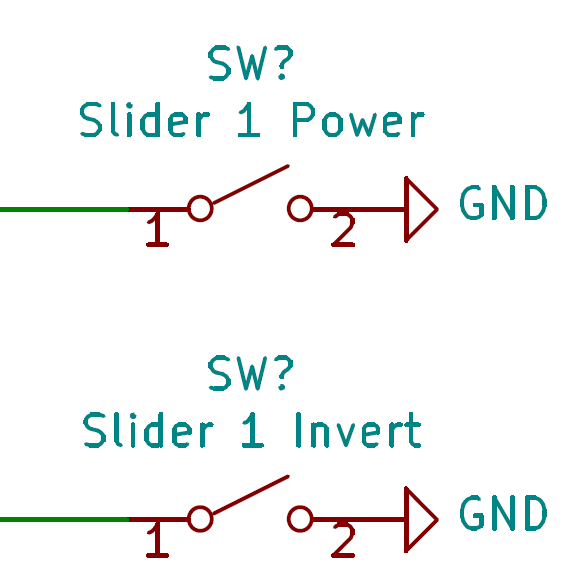 SW?
Slider 1 Power
1 2 GND
SW?
Slider 1 Invert
1 2 GND